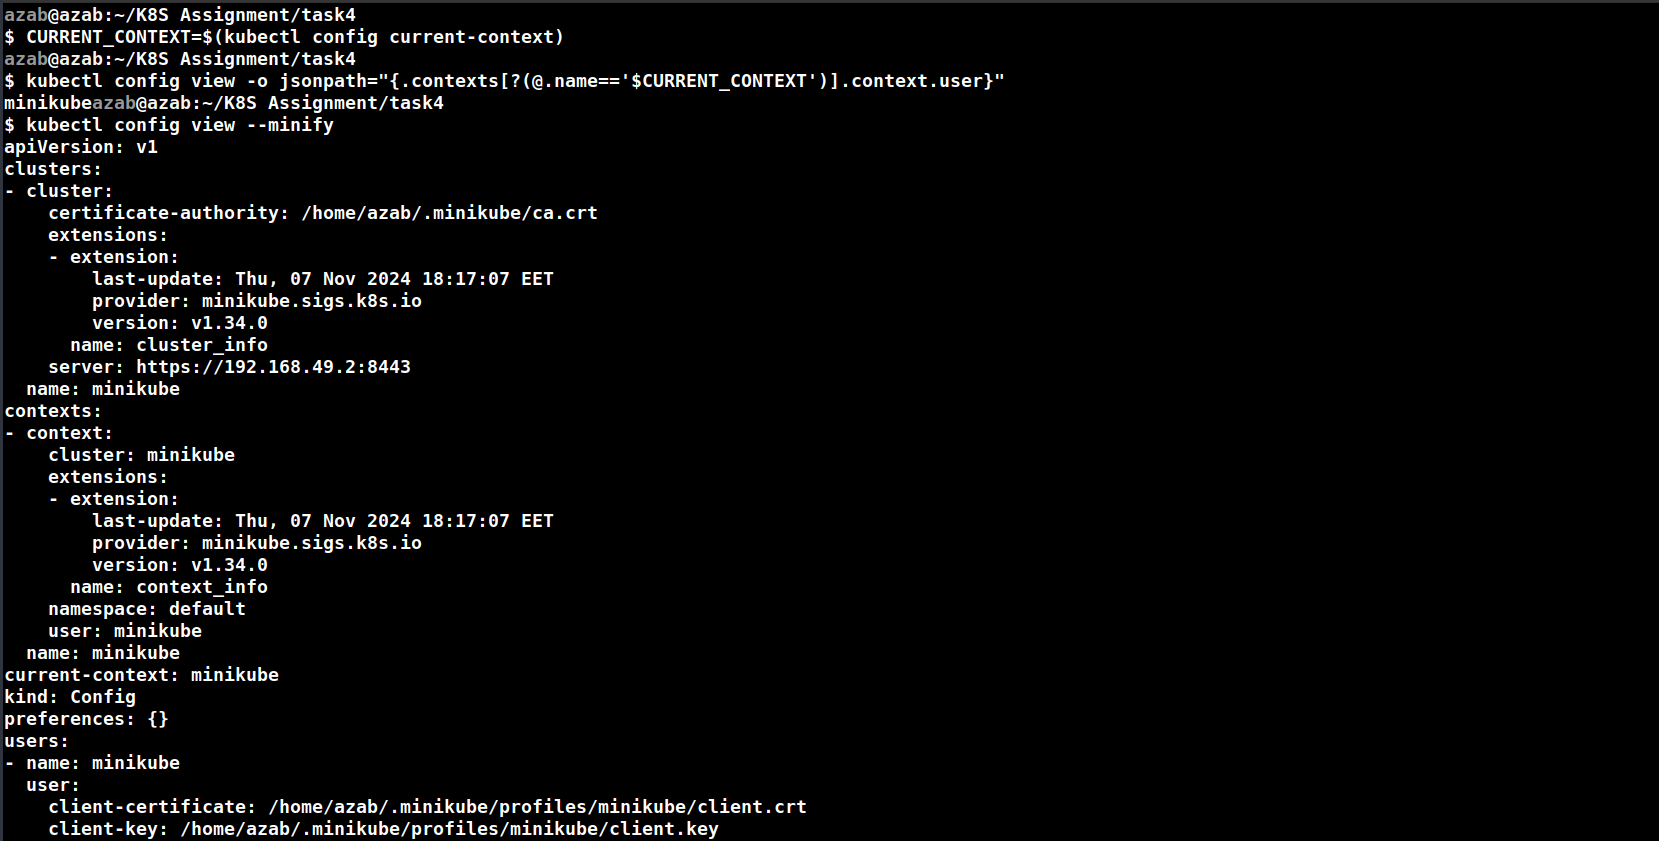 azab@azab:~/K8S Assignment/task4
$ CURRENT_CONTEXT=$(kubectl config current-context)
azab@azab:~/K8S Assignment/task4
$ kubectl config view -o jsonpath="{.contexts[?(@.name=='$CURRENT_CONTEXT')].context.user}"
minikubeazab@azab:~/K8S Assignment/task4
$ kubectl config view --minify
apiVersion: v1
clusters:
- cluster:
    certificate-authority: /home/azab/.minikube/ca.crt
    extensions:
    - extension:
        last-update: Thu, 07 Nov 2024 18:17:07 EET
        provider: minikube.sigs.k8s.io
        version: v1.34.0
      name: cluster_info
    server: https://192.168.49.2:8443
  name: minikube
contexts:
- context:
    cluster: minikube
    extensions:
    - extension:
        last-update: Thu, 07 Nov 2024 18:17:07 EET
        provider: minikube.sigs.k8s.io
        version: v1.34.0
      name: context_info
    namespace: default
    user: minikube
  name: minikube
current-context: minikube
kind: Config
preferences: {}
users:
- name: minikube
  user:
    client-certificate: /home/azab/.minikube/profiles/minikube/client.crt
    client-key: /home/azab/.minikube/profiles/minikube/client.key